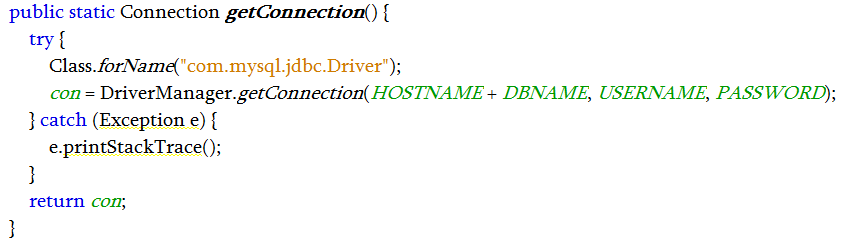 public static Connection getConnection() {
try {
Class.forName("com.mysql.jdbc.Driver");
con = DriverManager.getConnection(HOSTNAME + DBNAME, USERNAME, PASSWORD);
} catch (Exception e) {
e.printStackTrace();
}
return con;
}